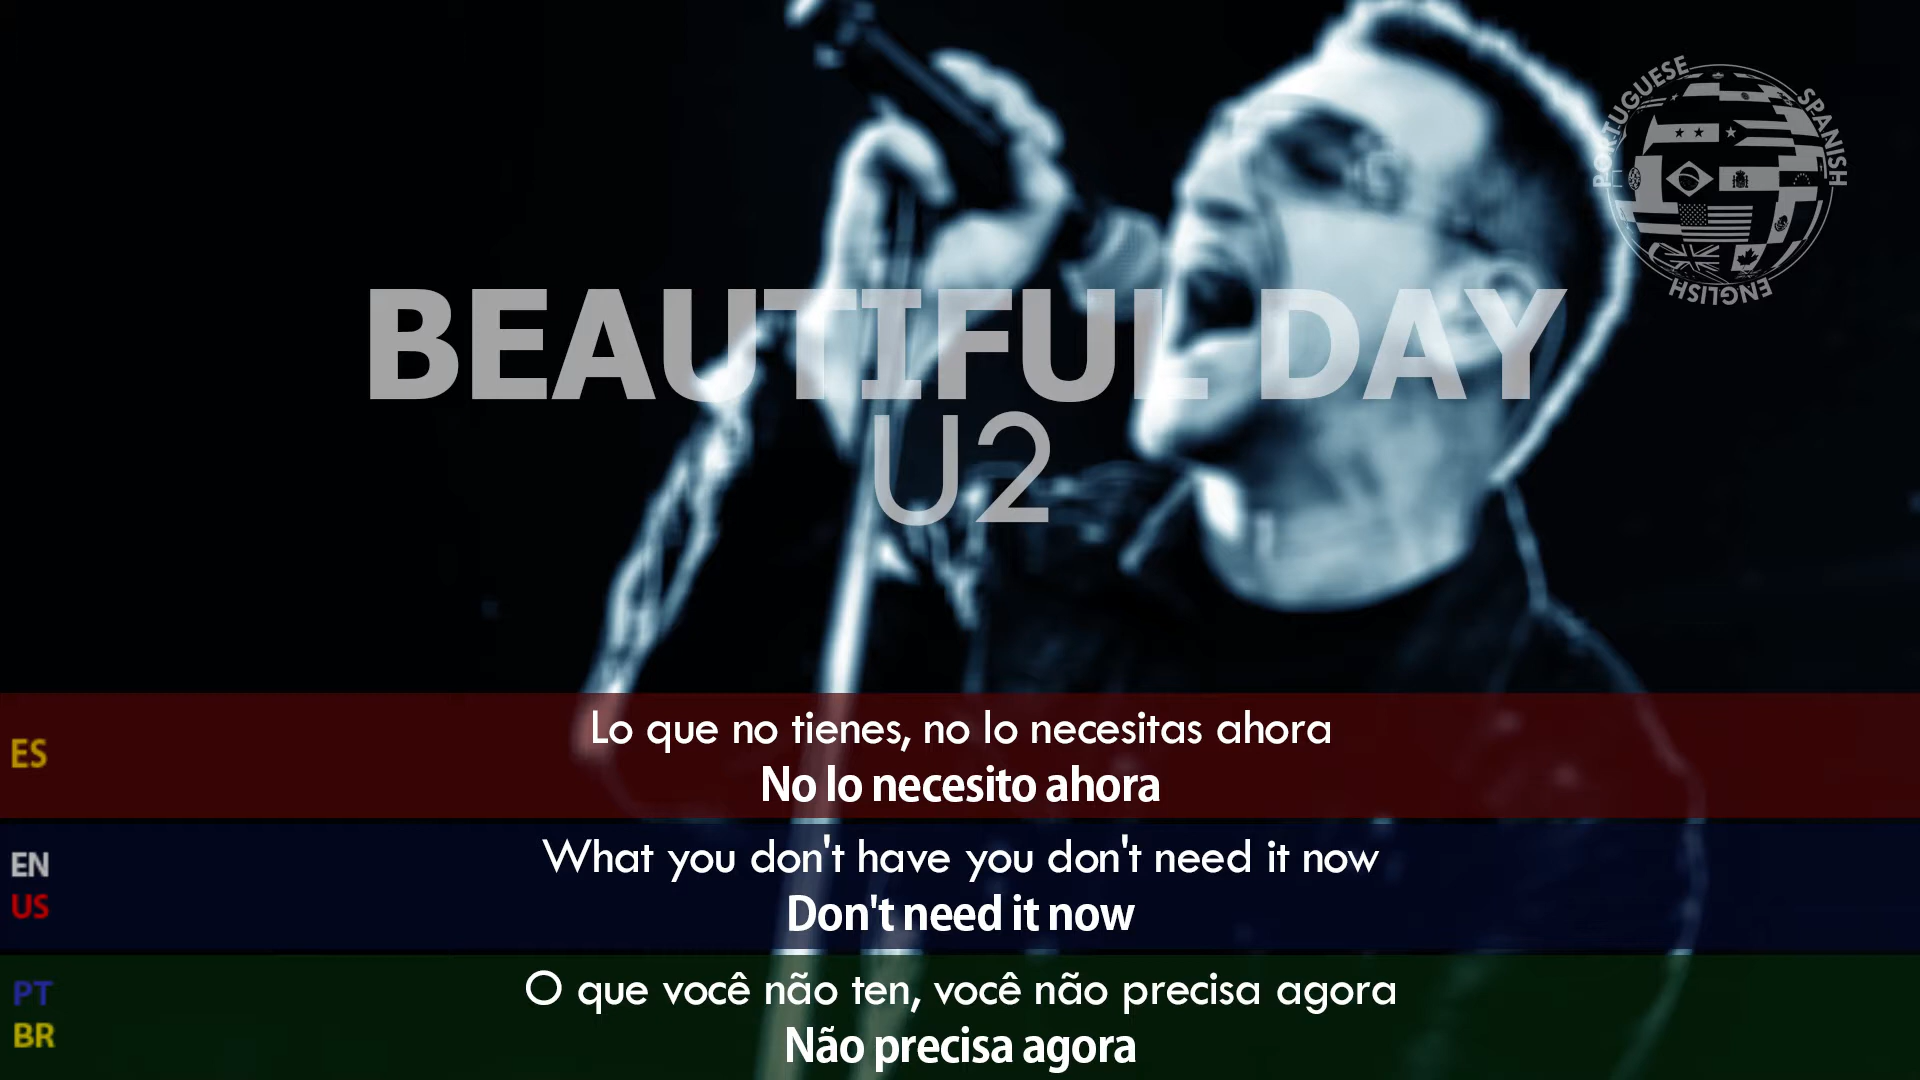 PORTUGUESE
SPANISH
ENGLISH
BEAUTIFUL DAY
U2
ES
Lo que no tienes, no lo necesitas ahora
No lo necesito ahora
EN
US
What you don't have you don't need it now
Don't need it now
PT
BR
O que você não ten, você não precisa agora
Não precisa agora